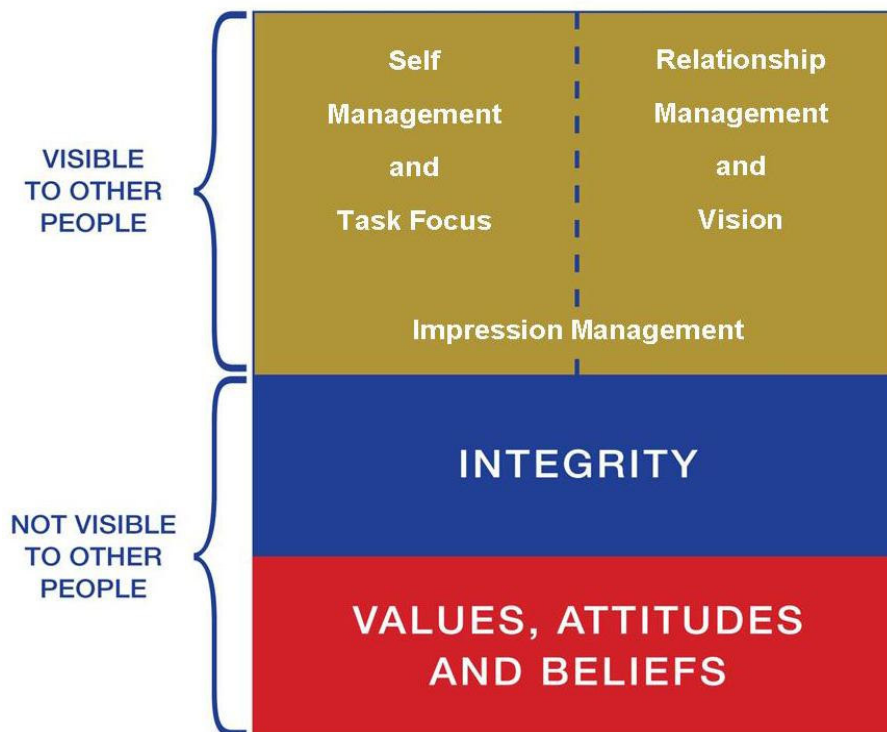 VISIBLE
TO OTHER
PEOPLE
Self
Management
and
Task Focus
Relationship
Management
and
Vision
Impression Management
NOT VISIBLE
TO OTHER
PEOPLE
INTEGRITY
VALUES, ATTITUDES
AND BELIEFS